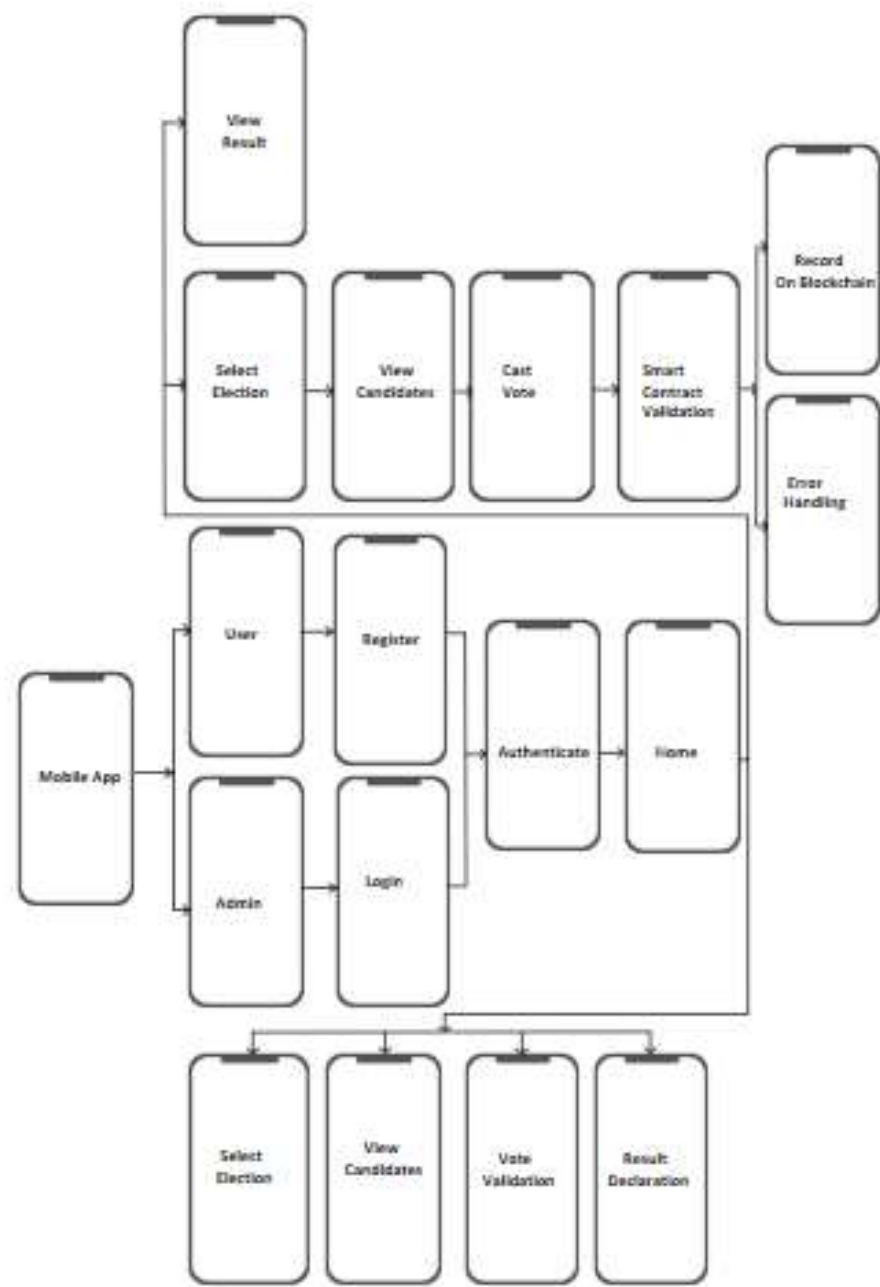 View
Result
Record
On Blockchain
Select
Election
View
Candidates
Cast
Vote
Smart
Contract
Validation
Error
Handling
User
Register
Mobile App
Authenticate
Home
Admin
Login
Select
Election
View
Candidates
Vote
Validation
Result
Declaration